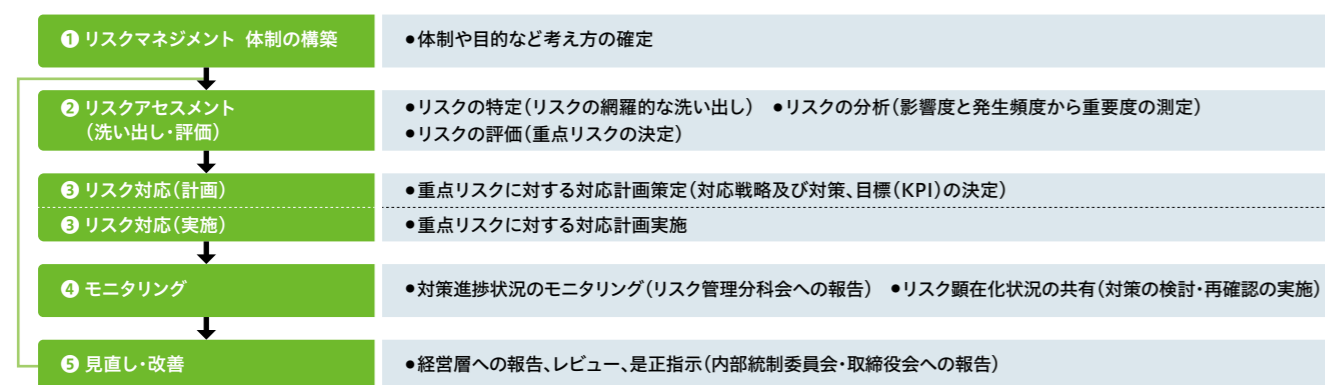 ❶ リスクマネジメント 体制の構築
●体制や目的など考え方の確定
❷ リスクアセスメント
（洗い出し・評価）
●リスクの特定（リスクの網羅的な洗い出し） ●リスクの分析（影響度と発生頻度から重要度の測定）
●リスクの評価（重点リスクの決定）
❸ リスク対応（計画）
●重点リスクに対する対応計画策定（対応戦略及び対策、目標（KPI）の決定）
❸ リスク対応（実施）
●重点リスクに対する対応計画実施
❹ モニタリング
●対策進捗状況のモニタリング（リスク管理分科会への報告） ●リスク顕在化状況の共有（対策の検討・再確認の実施）
❺ 見直し・改善
●経営層への報告、レビュー、是正指示（内部統制委員会・取締役会への報告）